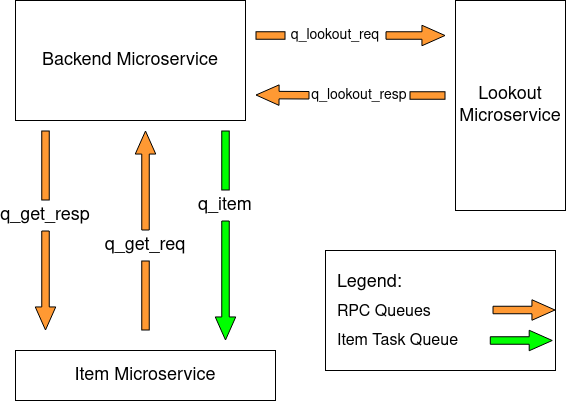 Backend Microservice
q_lookout_req
q_lookout_resp
Lookout
Microservice
q_get_resp
q_get_req
q_item
Item Microservice
Legend:
RPC Queues
Item Task Queue